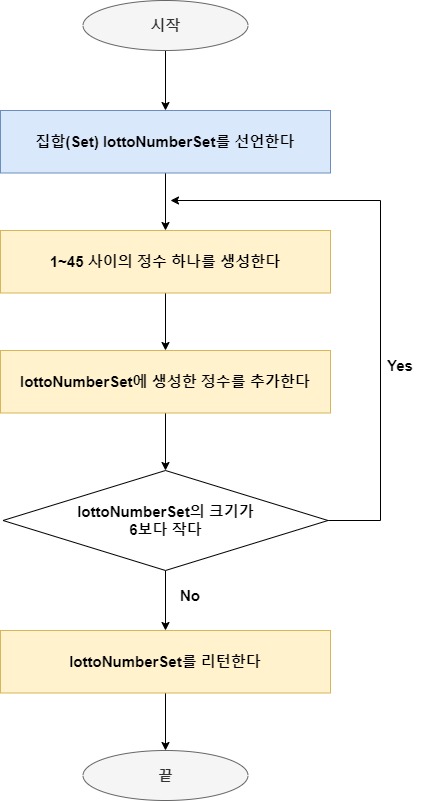 시작
집합(Set) lottoNumberSet를 선언한다
1~45 사이의 정수 하나를 생성한다
lottoNumberSet에 생성한 정수를 추가한다
Yes
lottoNumberSet의 크기가
6보다 작다
No
lottoNumberSet를 리턴한다
끝